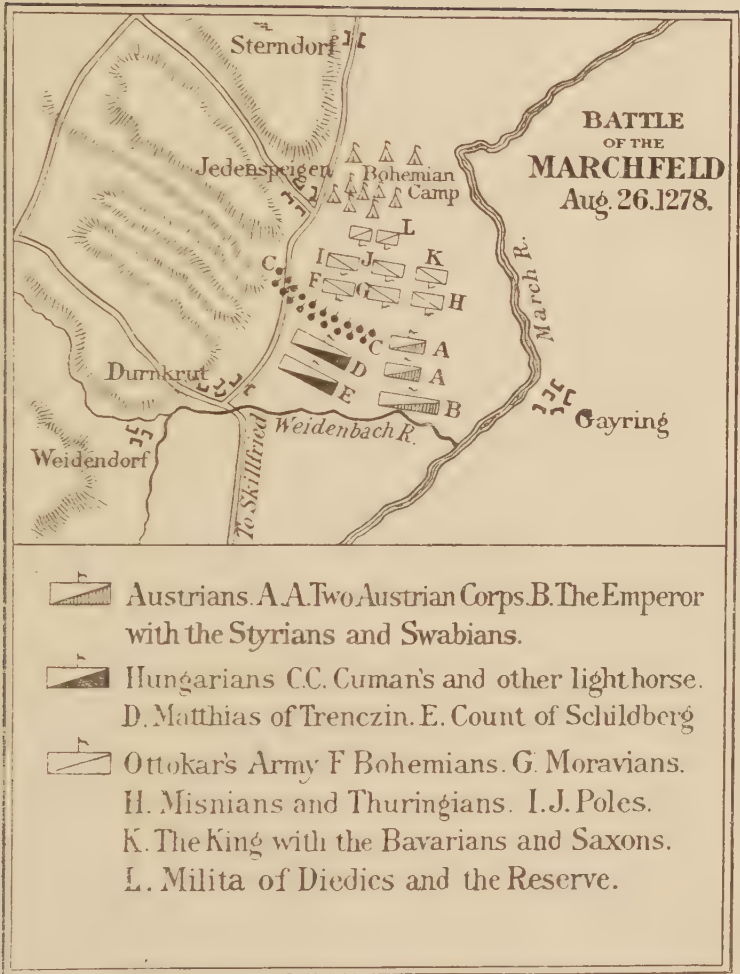 BATTLE
OF THE
MARCHFELD
Aug. 26.1278.
Sterndorf
Jedenspeigen
Bohemian
Camp
L
I
J
K
C
F
G
H
March R.
C
A
D
A
Durnkrut
E
B
Weidenbach R.
Gayring
Weidendorf
To Skillfried
Austrians. A.A. Two Austrian Corps. B. The Emperor
with the Styrians and Swabians.
Hungarians C.C. Cuman's and other light horse.
D. Matthias of Trenczin. E. Count of Schildberg
Ottokar's Army F Bohemians. G. Moravians.
H. Misnians and Thuringians. I.J. Poles.
K. The King with the Bavarians and Saxons.
L. Milita of Diedics and the Reserve.